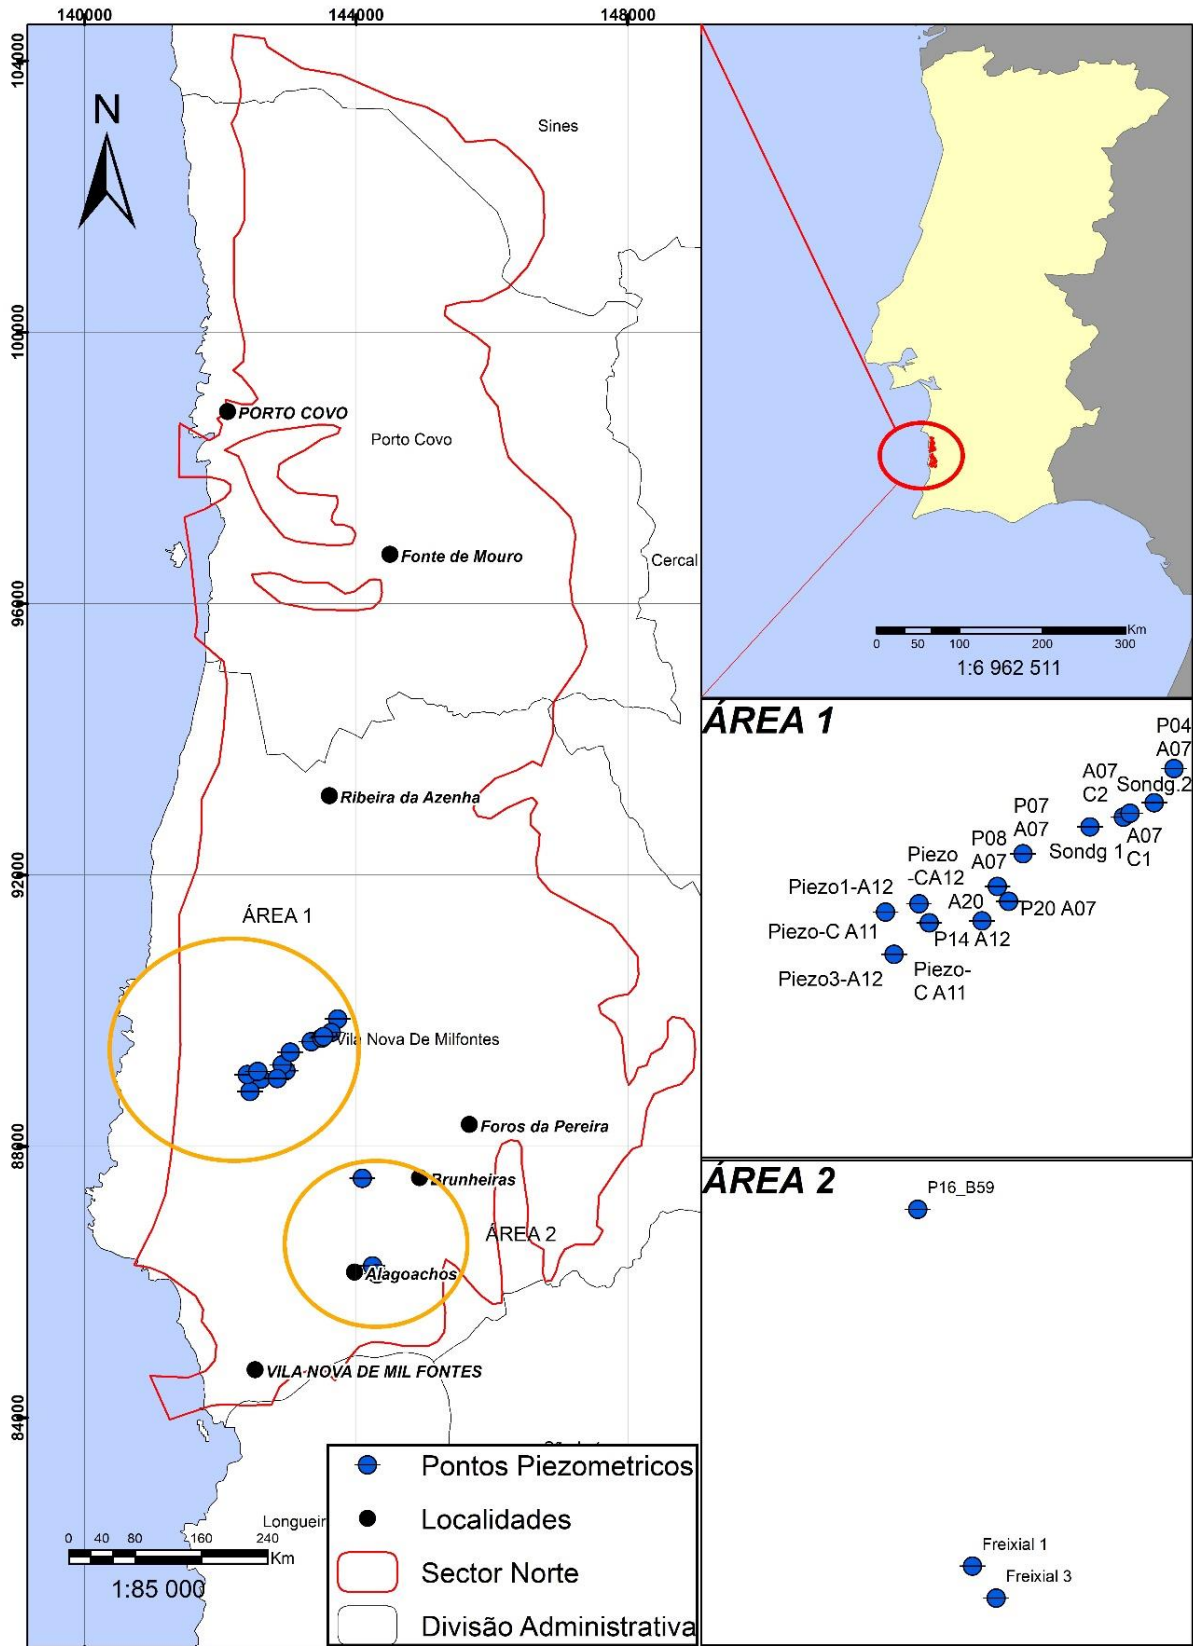 140000
144000
148000
104000
100000
96000
92000
88000
84000
N
Sines
PORTO COVO
Porto Covo
Fonte de Mouro
Cercal
Ribeira da Azenha
ÁREA 1
Vila Nova De Milfontes
Foros da Pereira
Brunheiras
ÁREA 2
Alagoachos
VILA NOVA DE MIL FONTES
Longueir
0 40 80 160 240
Km
1:85 000
Pontos Piezometricos
Localidades
Sector Norte
Divisão Administrativa
0 50 100 200 300
Km
1:6 962 511
ÁREA 1
P04
A07
A07
C2
Sondg.2
P07
A07
A07
C1
Sondg 1
P08
A07
Piezo
-CA12
Piezo1-A12
A20
P20 A07
Piezo-C A11
P14 A12
Piezo3-A12
Piezo-
C A11
ÁREA 2
P16_B59
Freixial 1
Freixial 3